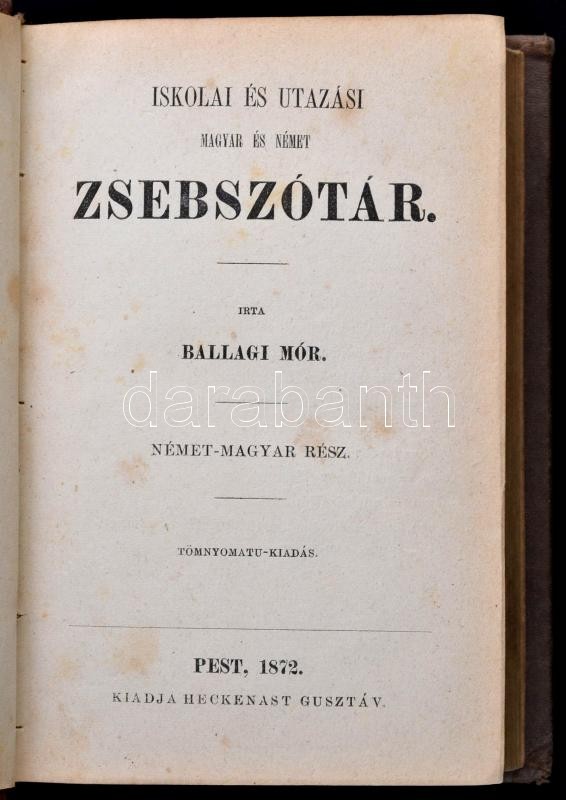 ISKOLAI ÉS UTAZÁSI
MAGYAR ÉS NÉMET
ZSEBSZÓTÁR.
IRTA
BALLAGI MÓR.
darabanth
NÉMET-MAGYAR RÉSZ.
TÖMNYOMATU-KIADÁS.
PEST, 1872.
KIADJA HECKENAST GUSZTÁV.